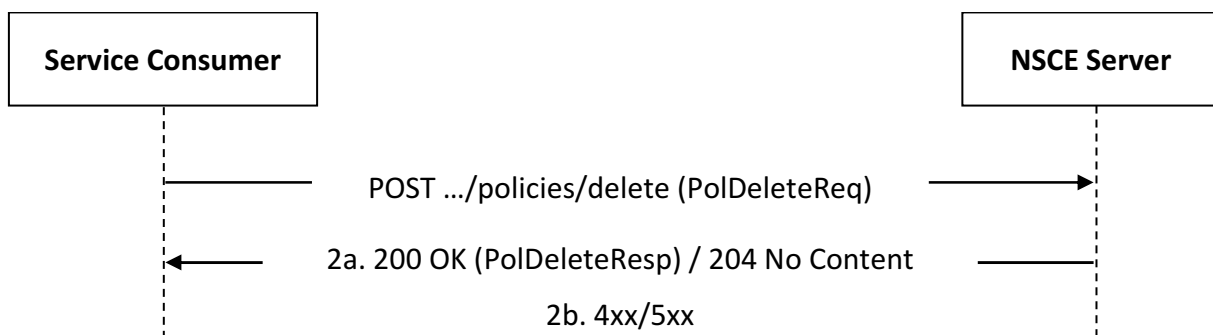 Service Consumer
NSCE Server
POST .../policies/delete (PolDeleteReq)
2a. 200 OK (PolDeleteResp) / 204 No Content
2b. 4xx/5xx